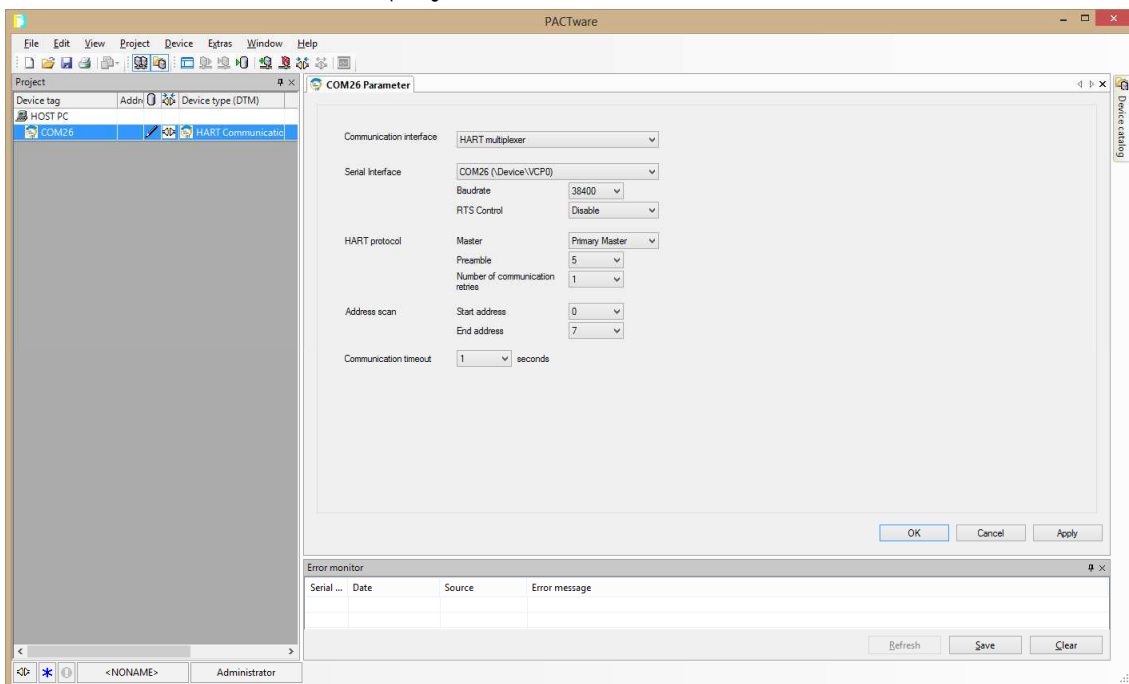 PACTware
File Edit View Project Device Extras Window Help
Project
Device tag Addr Device type (DTM)
HOST PC
COM26 HART Communicatio
COM26 Parameter
Communication interface HART multiplexer
Serial Interface COM26 (\Device\VCP0)
Baudrate 38400
RTS Control Disable
HART protocol Master Primary Master
Preamble 5
Number of communication
retries 1
Address scan Start address 0
End address 7
Communication timeout 1 seconds
OK Cancel Apply
Device catalog
Error monitor
Serial ... Date Source Error message
Refresh Save Clear
<NONAME> Administrator